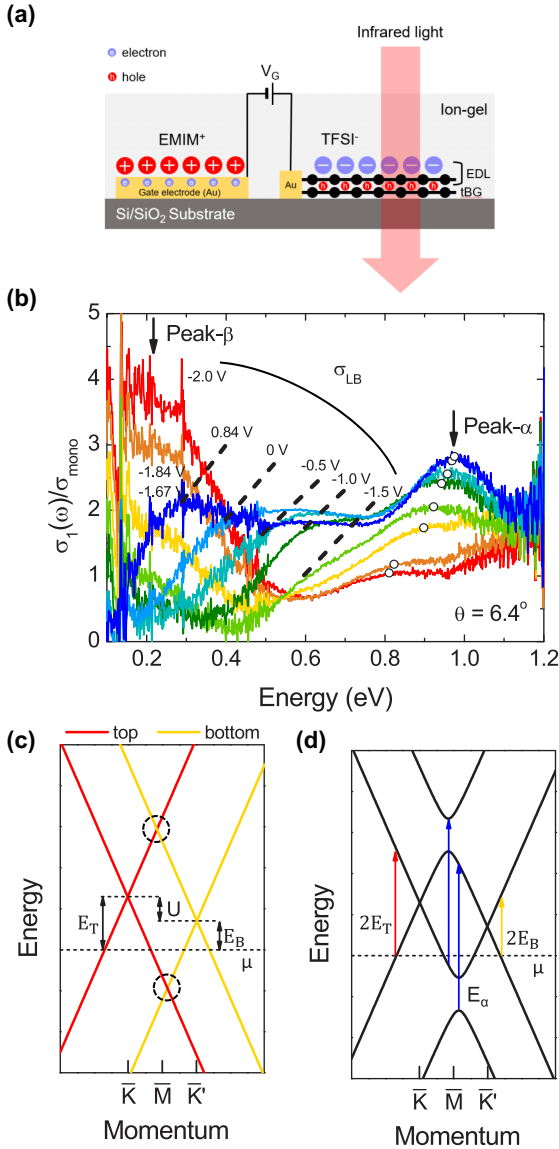 (a)
Infrared light
electron
hole
V_G
Ion-gel
EMIM⁺
TFSI⁻
+ + + + + +
− − − − − −
e e e e e e
h h h h h h
Au
EDL
tBG
Gate electrode (Au)
Si/SiO₂ Substrate
(b)
Peak-β
-2.0 V
σ_LB
Peak-α
0.84 V
0 V
-0.5 V
-1.0 V
-1.5 V
-1.84 V
-1.67 V
θ = 6.4°
σ₁(ω)/σ_mono
5
4
3
2
1
0
0.2 0.4 0.6 0.8 1.0 1.2
Energy (eV)
(c)
top
bottom
E_T
U
E_B
μ
Energy
K̅ M̅ K̅'
Momentum
(d)
2E_T
2E_B
E_α
μ
Energy
K̅ M̅ K̅'
Momentum